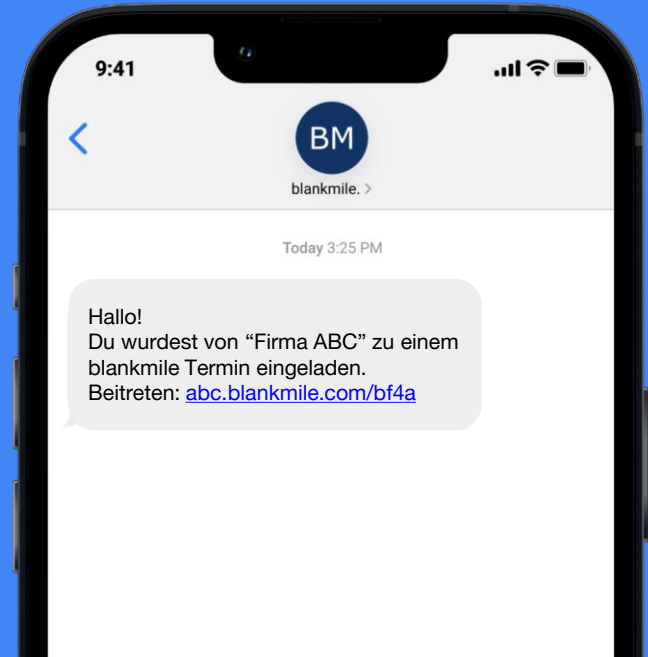 9:41
BM
blankmile. >
Today 3:25 PM
Hallo!
Du wurdest von “Firma ABC” zu einem
blankmile Termin eingeladen.
Beitreten: abc.blankmile.com/bf4a